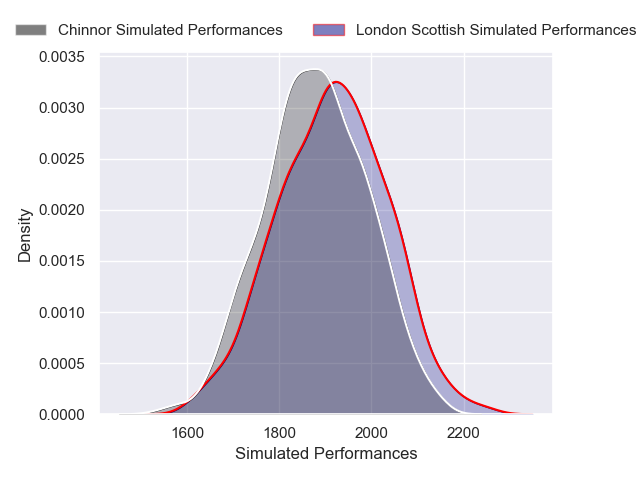 Chinnor Simulated Performances London Scottish Simulated Performances
0.0035
0.0030
0.0025
0.0020
0.0015
0.0010
0.0005
0.0000
Density
1600 1800 2000 2200
Simulated Performances